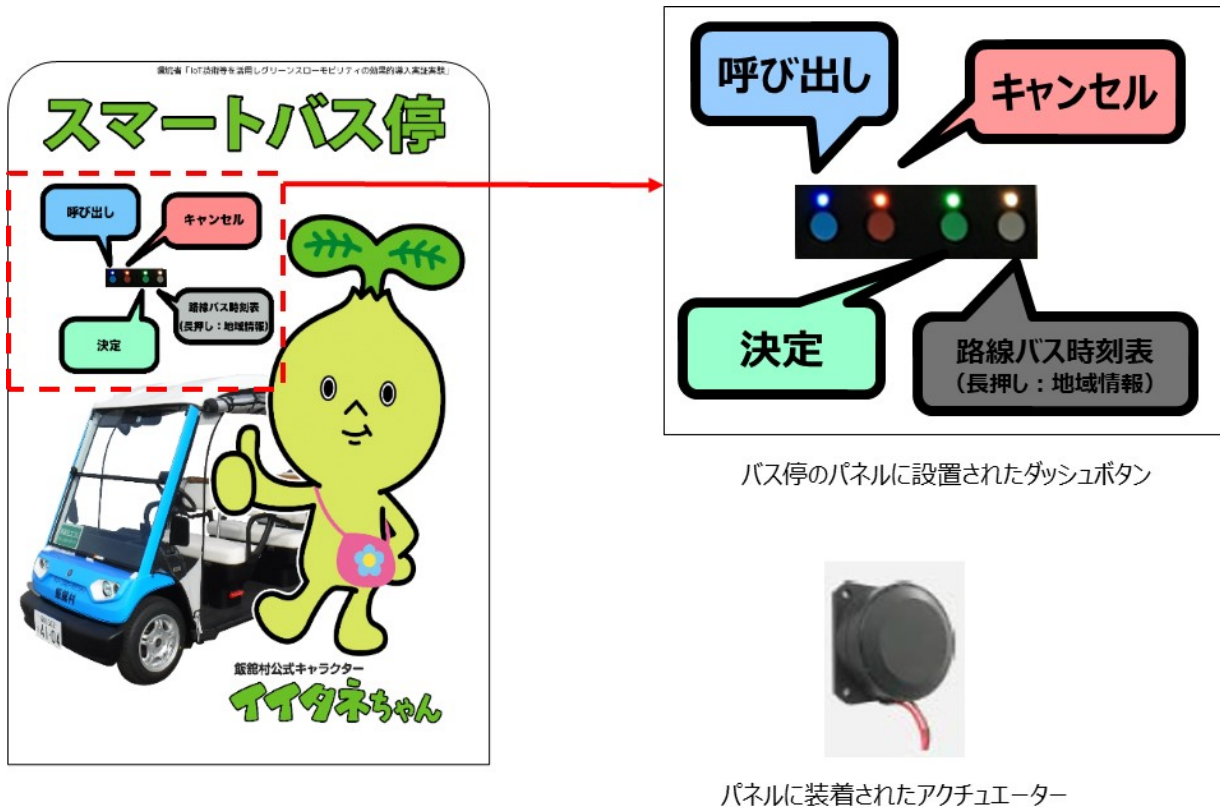 環境省「IoT技術等を活用しグリーンスローモビリティの効果的導入実証実験」
スマートバス停
呼び出し
キャンセル
決定
路線バス時刻表
(長押し：地域情報)
飯舘村
飯舘村公式キャラクター
イイタネちゃん
呼び出し
キャンセル
決定
路線バス時刻表
（長押し：地域情報）
バス停のパネルに設置されたダッシュボタン
パネルに装着されたアクチュエーター